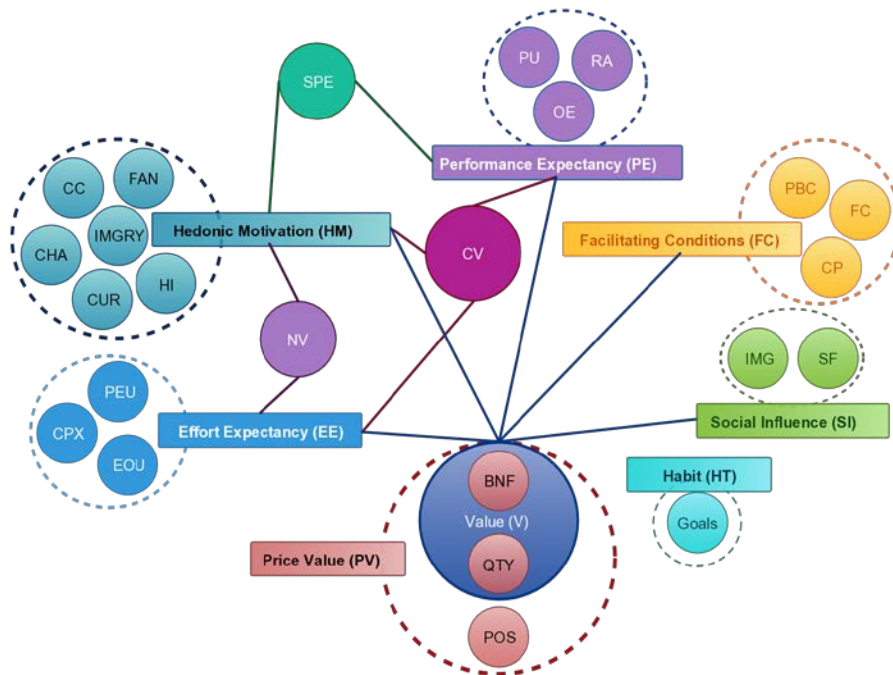 PU
RA
OE
SPE
Performance Expectancy (PE)
CC
FAN
IMGRY
CHA
CUR
HI
Hedonic Motivation (HM)
CV
PBC
FC
CP
Facilitating Conditions (FC)
NV
IMG
SF
Social Influence (SI)
PEU
CPX
EOU
Effort Expectancy (EE)
BNF
Value (V)
QTY
POS
Price Value (PV)
Habit (HT)
Goals